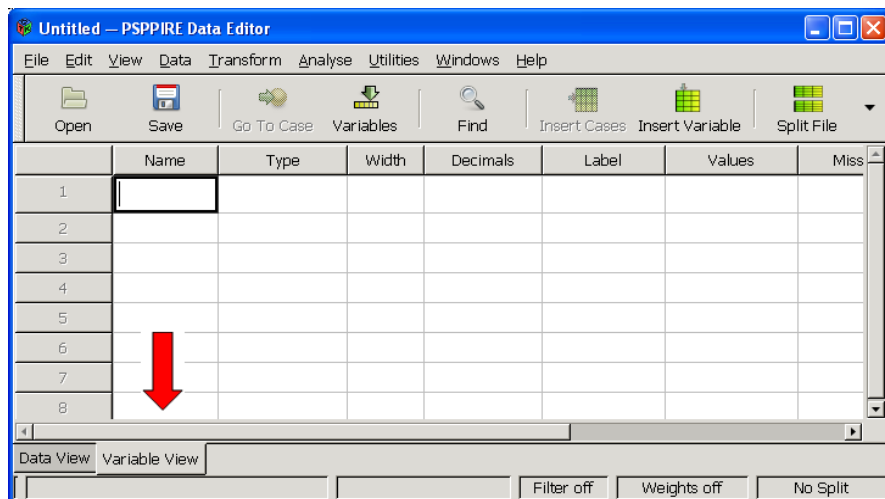 Untitled — PSPPIRE Data Editor
File Edit View Data Transform Analyse Utilities Windows Help
Open Save Go To Case Variables Find Insert Cases Insert Variable Split File
Name Type Width Decimals Label Values Miss
1
2
3
4
5
6
7
8
Data View Variable View
Filter off Weights off No Split